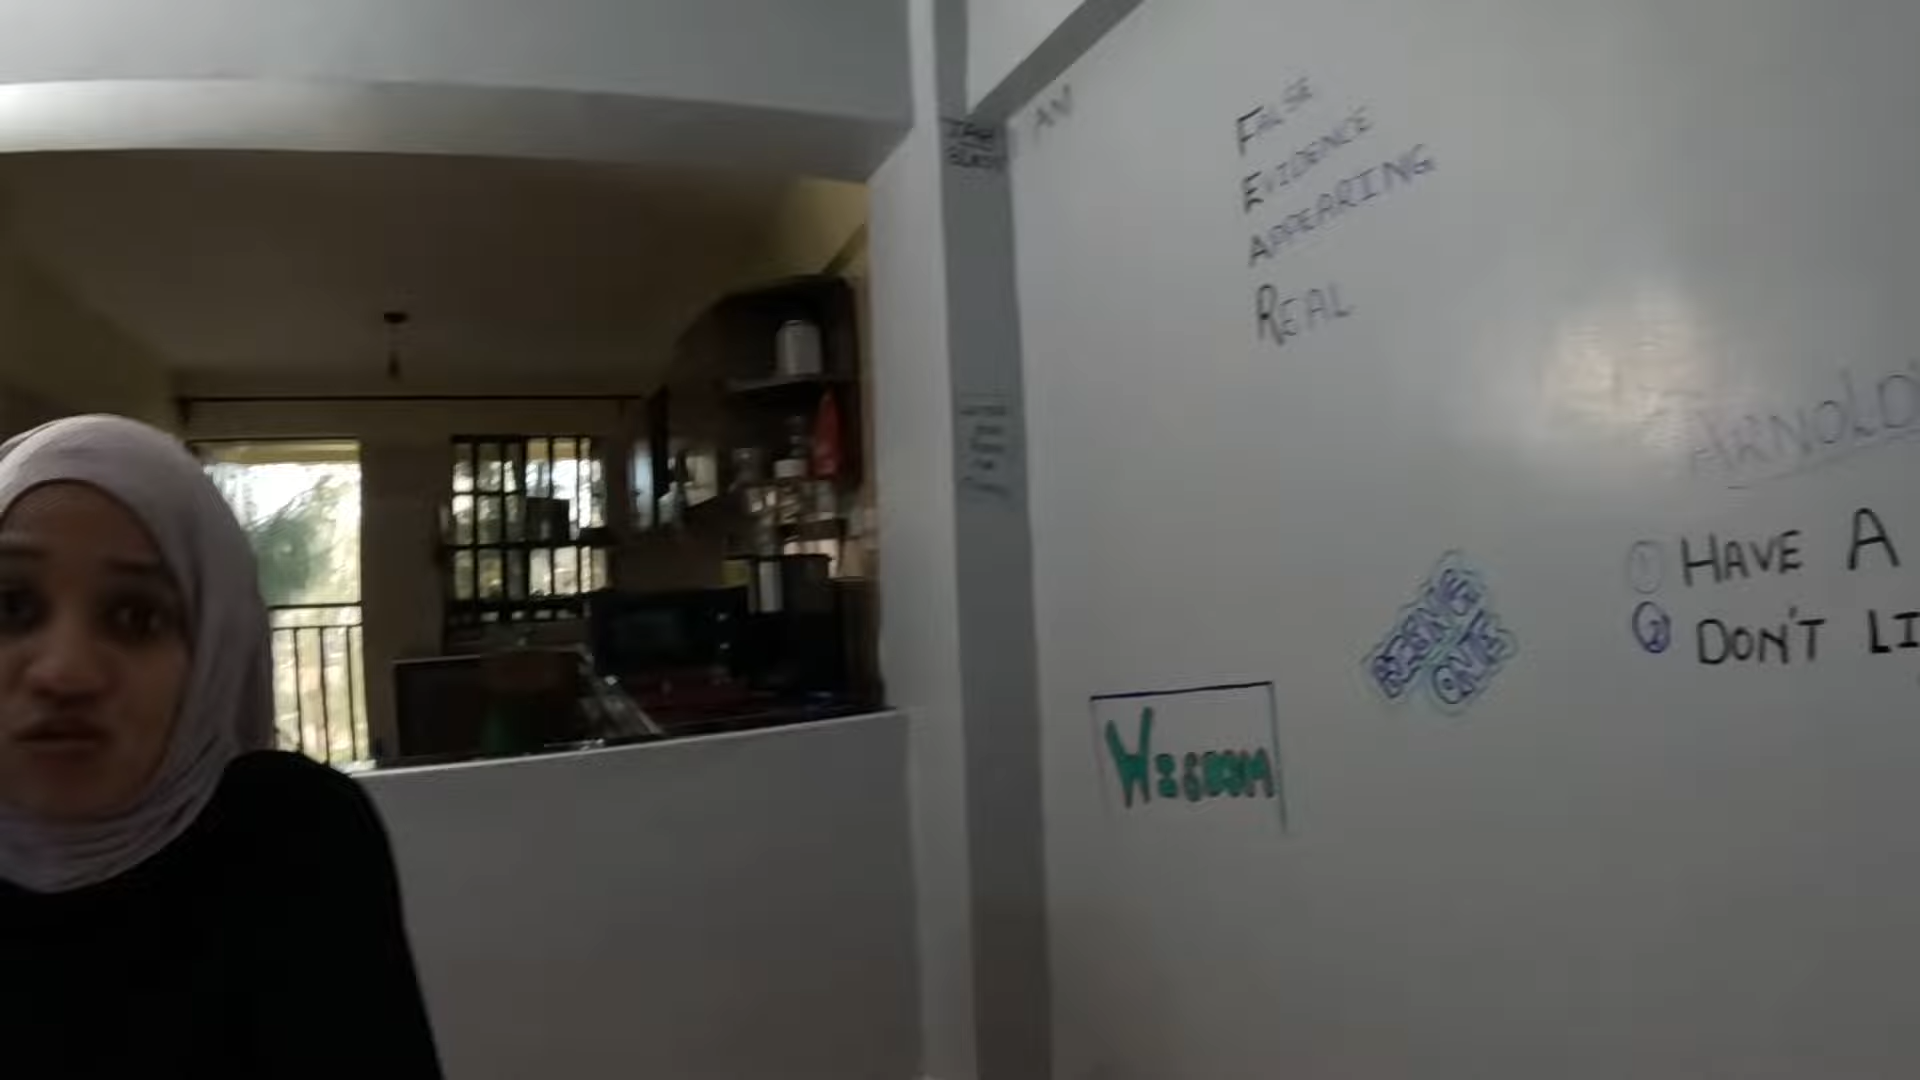 FALSE
EVIDENCE
APPEARING
REAL
ARNOLD
① HAVE A
② DON'T LI
WISDOM